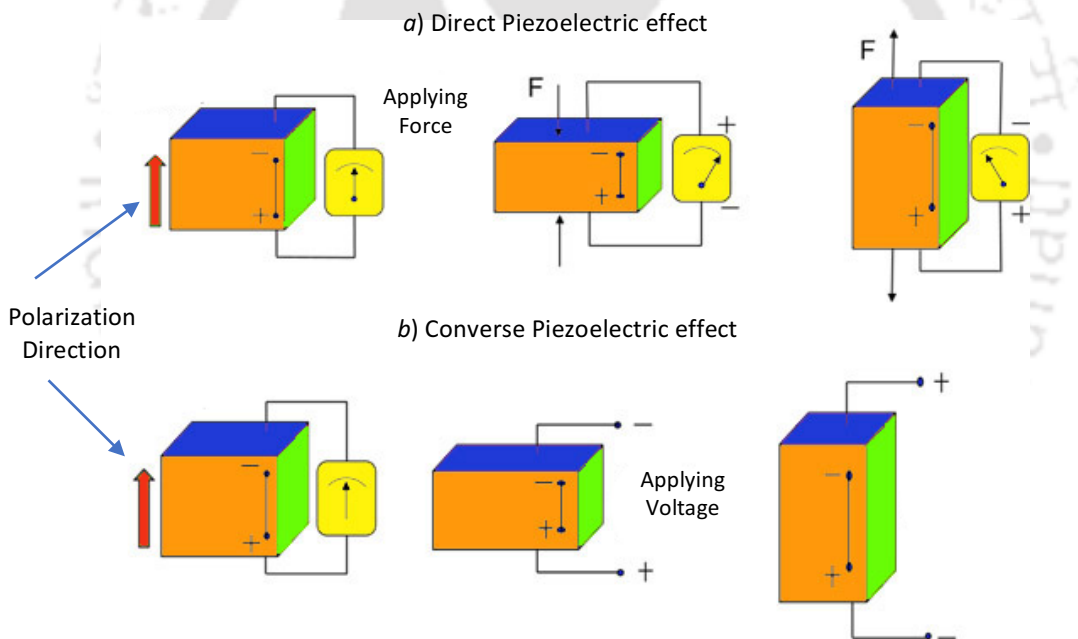 a) Direct Piezoelectric effect
Applying
Force
F
F
−
+
−
+
+
−
−
+
−
+
Polarization
Direction
b) Converse Piezoelectric effect
−
+
−
+
−
+
Applying
Voltage
+
−
+
−